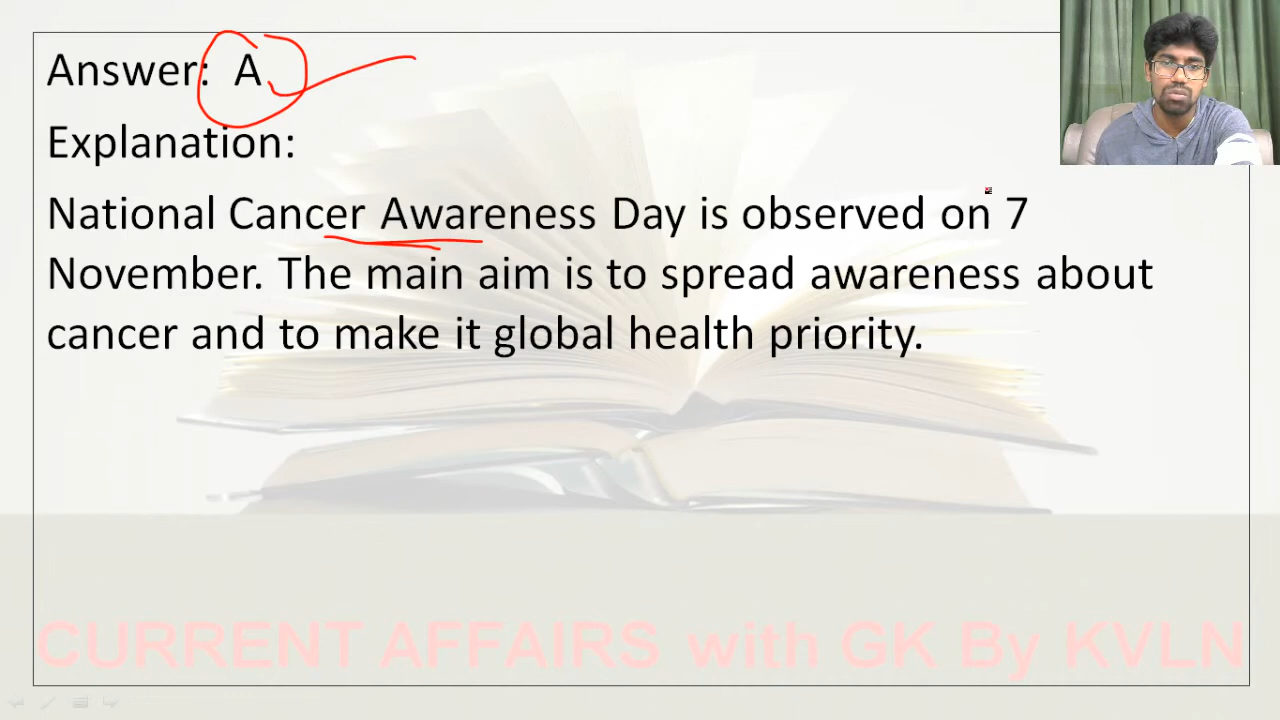 Answer: A
Explanation:
National Cancer Awareness Day is observed on 7
November. The main aim is to spread awareness about
cancer and to make it global health priority.
CURRENT AFFAIRS with GK By KVLN